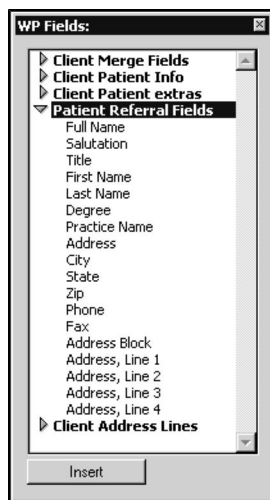 WP Fields:
Client Merge Fields
Client Patient Info
Client Patient extras
Patient Referral Fields
Full Name
Salutation
Title
First Name
Last Name
Degree
Practice Name
Address
City
State
Zip
Phone
Fax
Address Block
Address, Line 1
Address, Line 2
Address, Line 3
Address, Line 4
Client Address Lines
Insert